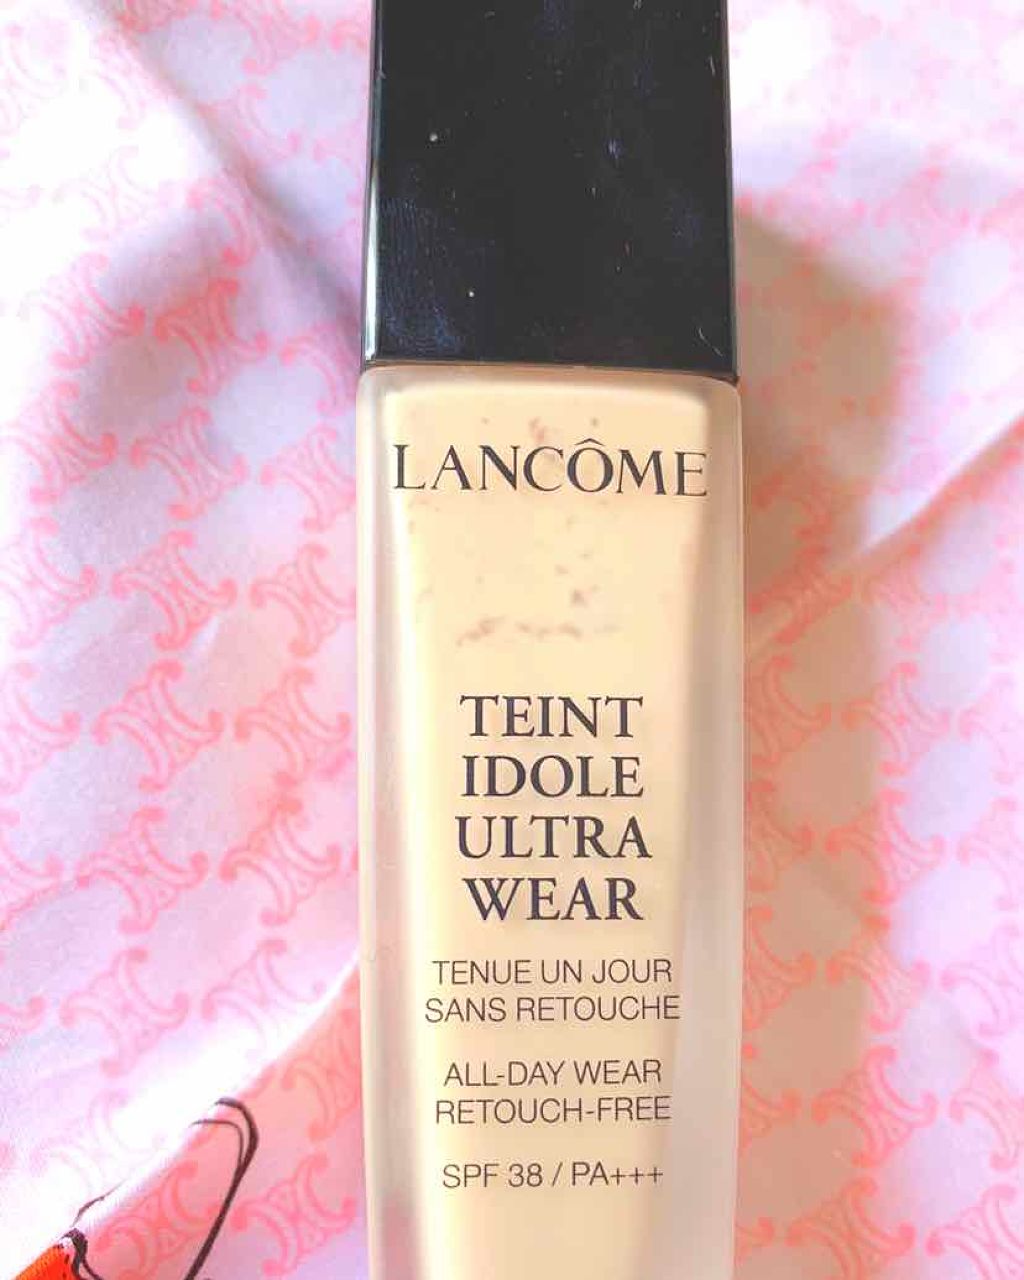 LANCÔME
TEINT
IDOLE
ULTRA
WEAR
TENUE UN JOUR
SANS RETOUCHE
ALL-DAY WEAR
RETOUCH-FREE
SPF 38 / PA+++